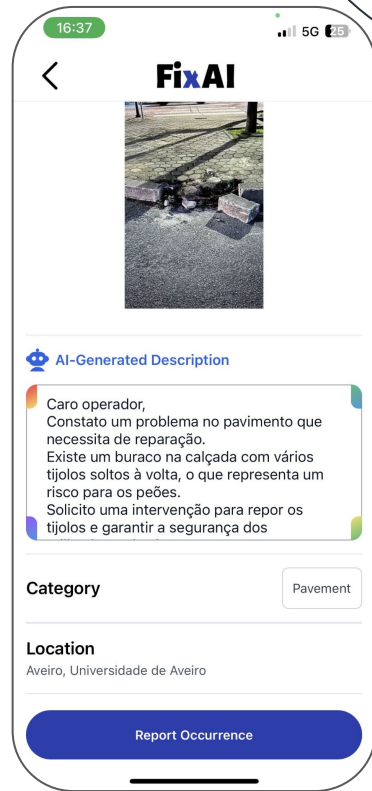 16:37
5G 25
FixAI
AI-Generated Description
Caro operador,
Constato um problema no pavimento que
necessita de reparação.
Existe um buraco na calçada com vários
tijolos soltos à volta, o que representa um
risco para os peões.
Solicito uma intervenção para repor os
tijolos e garantir a segurança dos
Category
Pavement
Location
Aveiro, Universidade de Aveiro
Report Occurrence